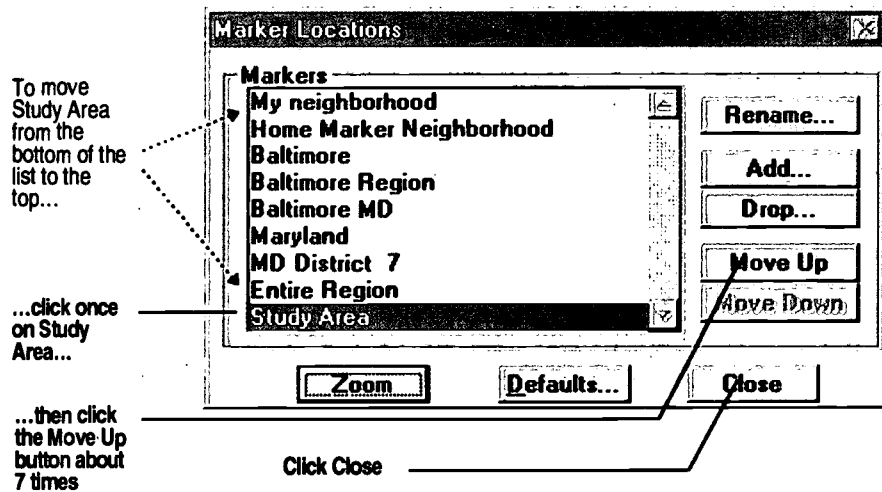 Marker Locations
Markers
To move
Study Area
from the
bottom of the
list to the
top...
My neighborhood
Home Marker Neighborhood
Baltimore
Baltimore Region
Baltimore MD
Maryland
MD District 7
Entire Region
Study Area
Rename...
Add...
Drop...
Move Up
Move Down
...click once
on Study
Area...
Zoom
Defaults...
Close
...then click
the Move Up
button about
7 times
Click Close